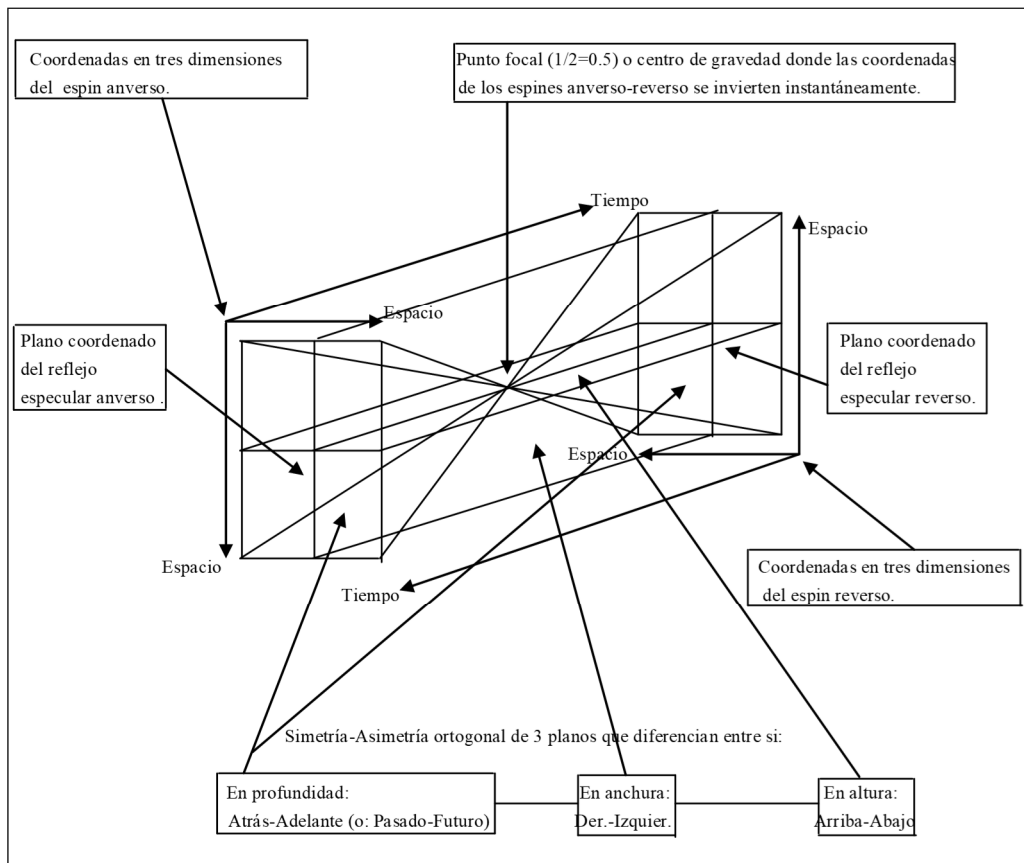 Coordenadas en tres dimensiones
del espin anverso.
Punto focal (1/2=0.5) o centro de gravedad donde las coordenadas
de los espines anverso-reverso se invierten instantáneamente.
Tiempo
Espacio
Espacio
Plano coordenado
del reflejo
especular anverso .
Plano coordenado
del reflejo
especular reverso.
Espacio
Espacio
Tiempo
Coordenadas en tres dimensiones
del espin reverso.
Simetría-Asimetría ortogonal de 3 planos que diferencian entre si:
En profundidad:
Atrás-Adelante (o: Pasado-Futuro)
En anchura:
Der.-Izquier.
En altura:
Arriba-Abajo